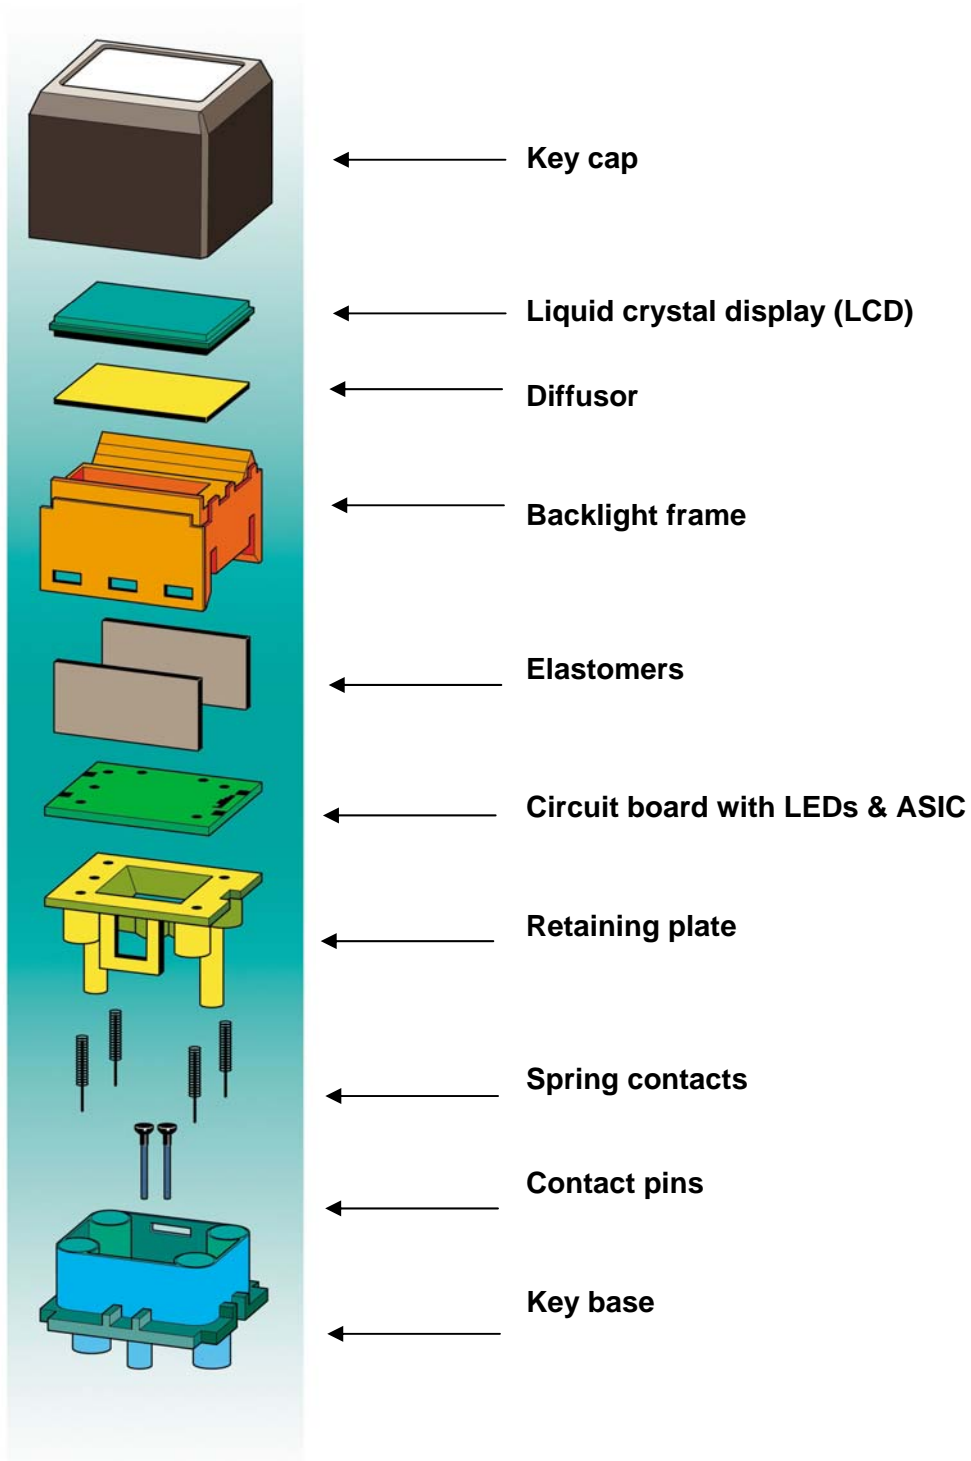 Key cap
Liquid crystal display (LCD)
Diffusor
Backlight frame
Elastomers
Circuit board with LEDs & ASIC
Retaining plate
Spring contacts
Contact pins
Key base